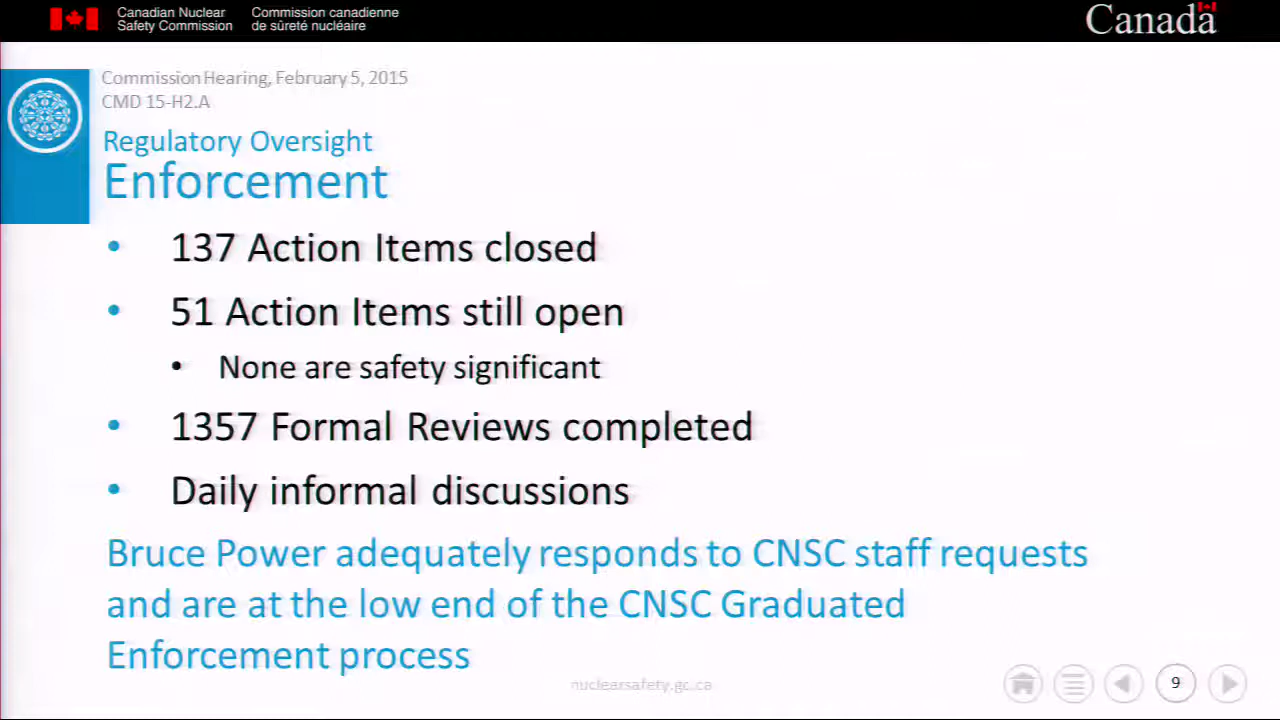 Canadian Nuclear
Safety Commission
Commission canadienne
de sûreté nucléaire
Canada
Commission Hearing, February 5, 2015
CMD 15-H2.A
Regulatory Oversight
Enforcement
• 137 Action Items closed
• 51 Action Items still open
• None are safety significant
• 1357 Formal Reviews completed
• Daily informal discussions
Bruce Power adequately responds to CNSC staff requests
and are at the low end of the CNSC Graduated
Enforcement process
nuclearsafety.gc.ca
9